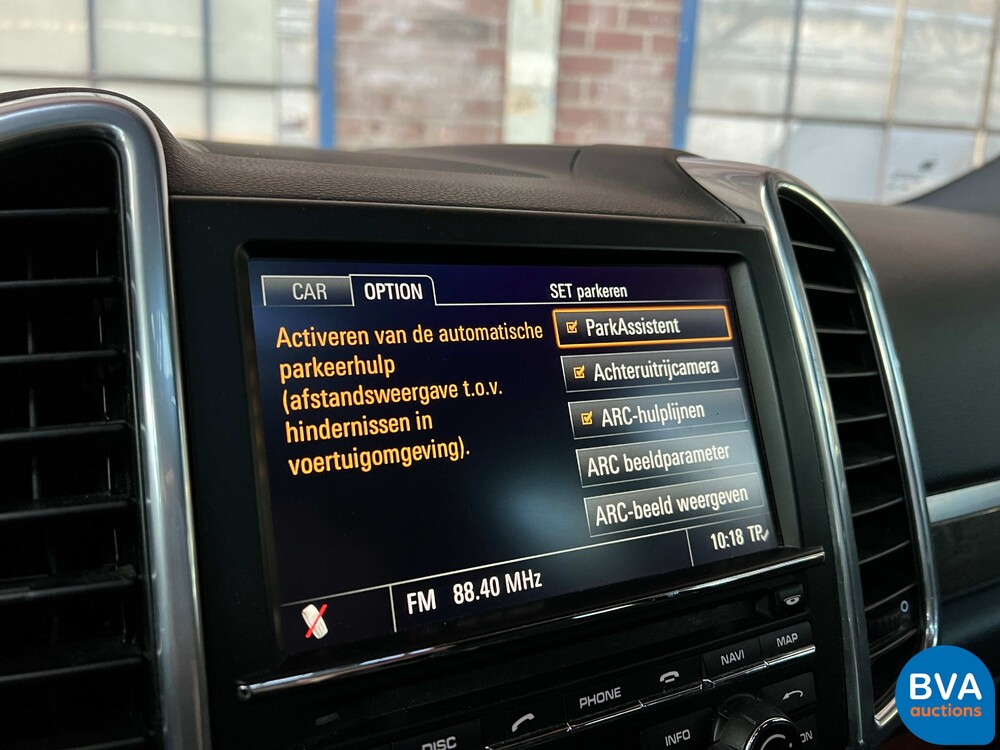 CAR
OPTION
SET parkeren
Activeren van de automatische
parkeerhulp
(afstandsweergave t.o.v.
hindernissen in
voertuigomgeving).
ParkAssistent
Achteruitrijcamera
ARC-hulplijnen
ARC beeldparameter
ARC-beeld weergeven
FM 88.40 MHz
10:18 TP
DISC
PHONE
NAVI
MAP
INFO
BVA
auctions